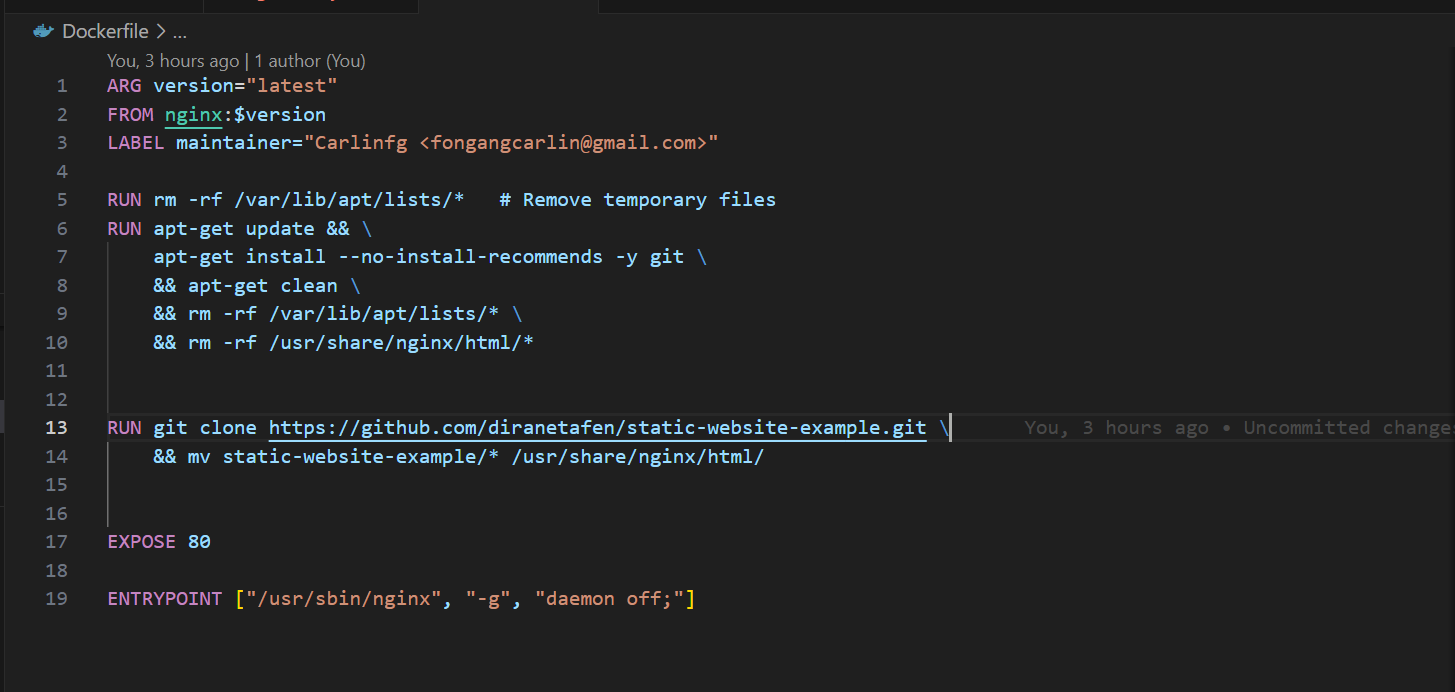 Dockerfile > ...
You, 3 hours ago | 1 author (You)
1 ARG version="latest"
2 FROM nginx:$version
3 LABEL maintainer="Carlinfg <fongangcarlin@gmail.com>"
4
5 RUN rm -rf /var/lib/apt/lists/*   # Remove temporary files
6 RUN apt-get update && \
7     apt-get install --no-install-recommends -y git \
8     && apt-get clean \
9     && rm -rf /var/lib/apt/lists/* \
10     && rm -rf /usr/share/nginx/html/*
11
12
13 RUN git clone https://github.com/diranetafen/static-website-example.git \ You, 3 hours ago • Uncommitted changes
14     && mv static-website-example/* /usr/share/nginx/html/
15
16
17 EXPOSE 80
18
19 ENTRYPOINT ["/usr/sbin/nginx", "-g", "daemon off;"]